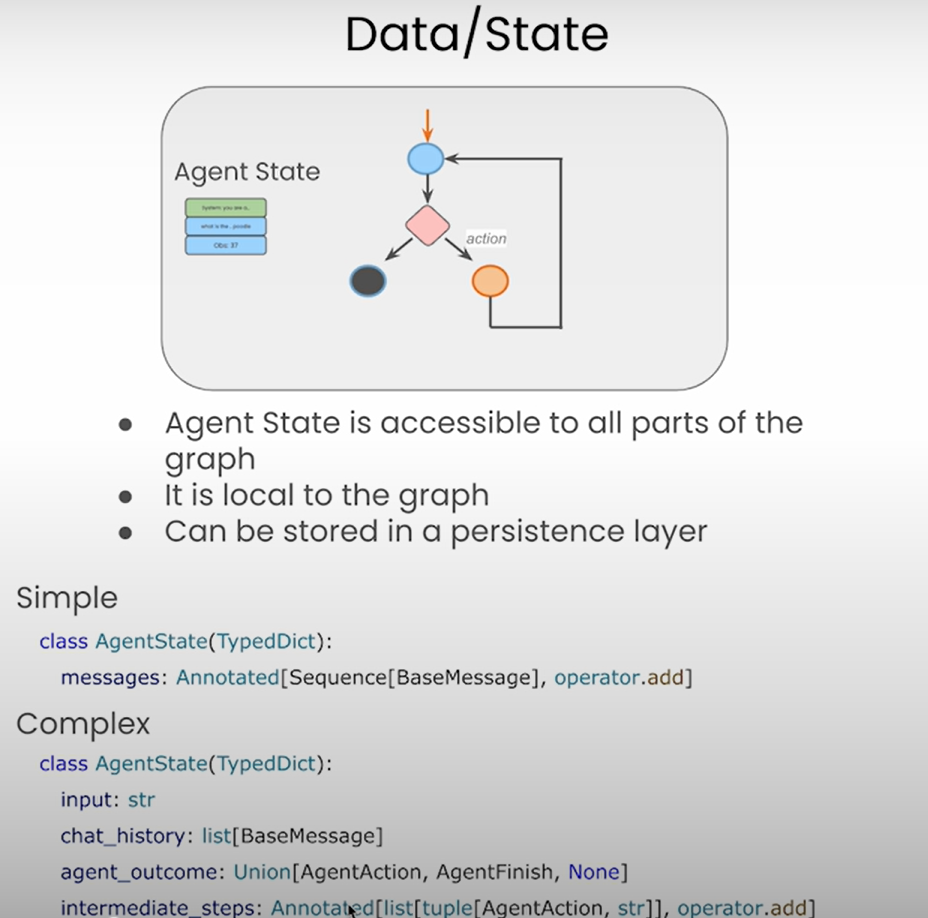 Data/State
Agent State
System: you are a..
what is the .. poodle
Obs: 37
action
● Agent State is accessible to all parts of the
graph
● It is local to the graph
● Can be stored in a persistence layer
Simple
class AgentState(TypedDict):
messages: Annotated[Sequence[BaseMessage], operator.add]
Complex
class AgentState(TypedDict):
input: str
chat_history: list[BaseMessage]
agent_outcome: Union[AgentAction, AgentFinish, None]
intermediate_steps: Annotated[list[tuple[AgentAction, str]], operator.add]